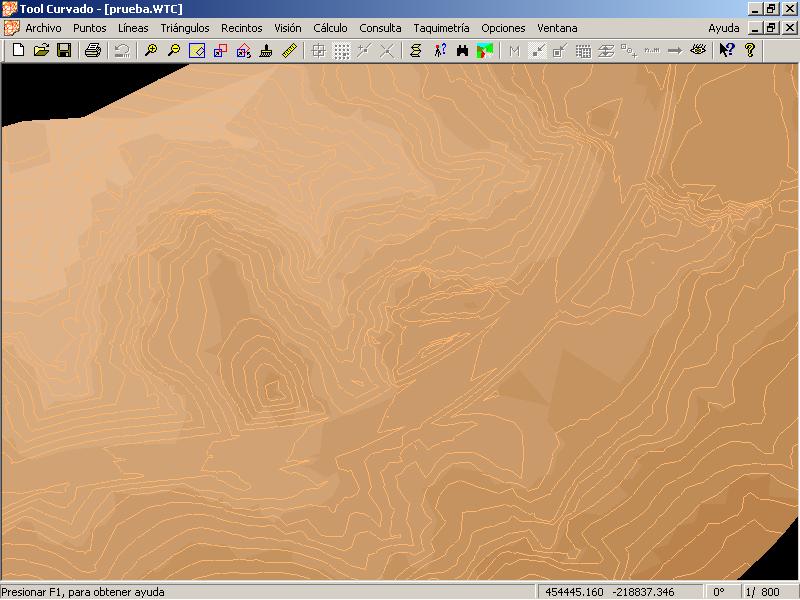 Tool Curvado - [prueba.WTC]
Archivo Puntos Líneas Triángulos Recintos Visión Cálculo Consulta Taquimetría Opciones Ventana Ayuda
Presionar F1, para obtener ayuda 454445.160 -218837.346 0° 1/ 800